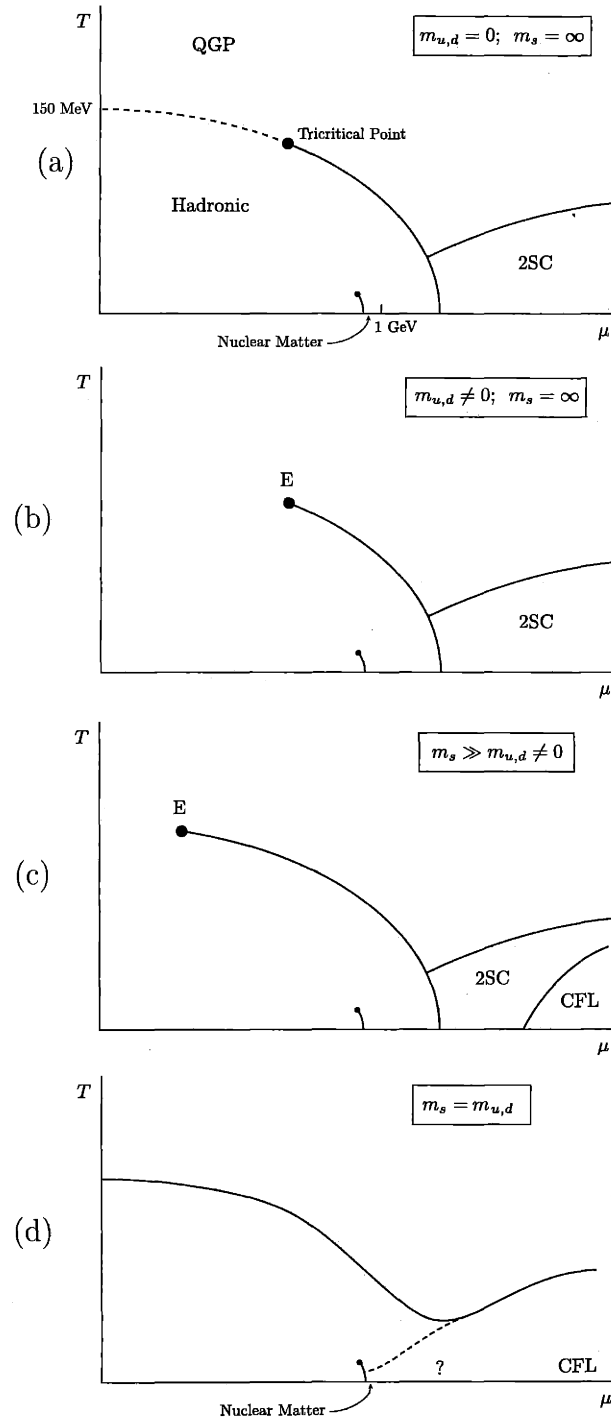 T
m_{u,d} = 0; m_s = ∞
QGP
150 MeV
Tricritical Point
(a)
Hadronic
2SC
1 GeV
μ
Nuclear Matter
T
m_{u,d} ≠ 0; m_s = ∞
E
(b)
2SC
μ
T
m_s ≫ m_{u,d} ≠ 0
E
(c)
2SC
CFL
μ
T
m_s = m_{u,d}
(d)
?
CFL
μ
Nuclear Matter